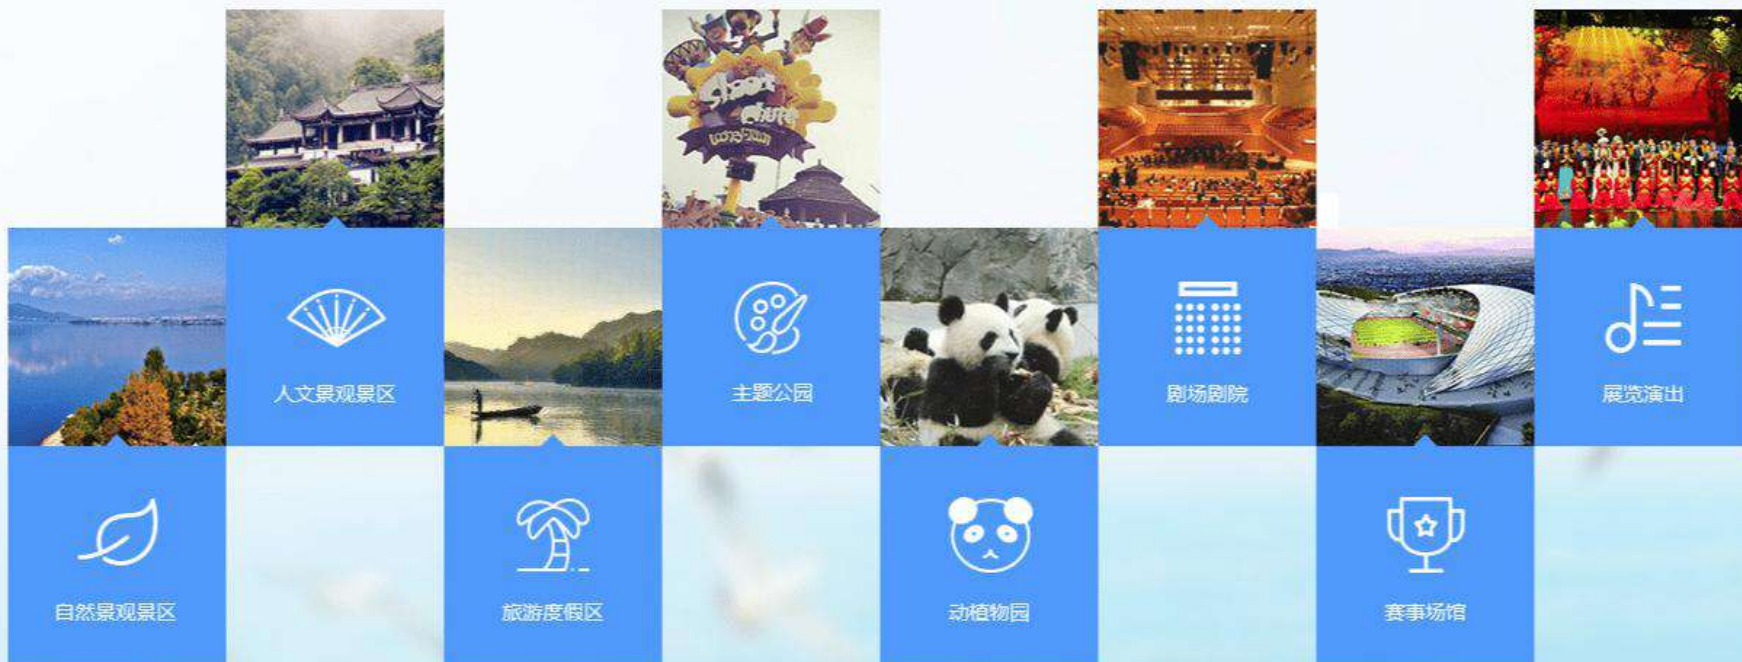 Shoot
人文景观景区
主题公园
剧场剧院
展览演出
自然景观景区
旅游度假区
动植物园
赛事场馆